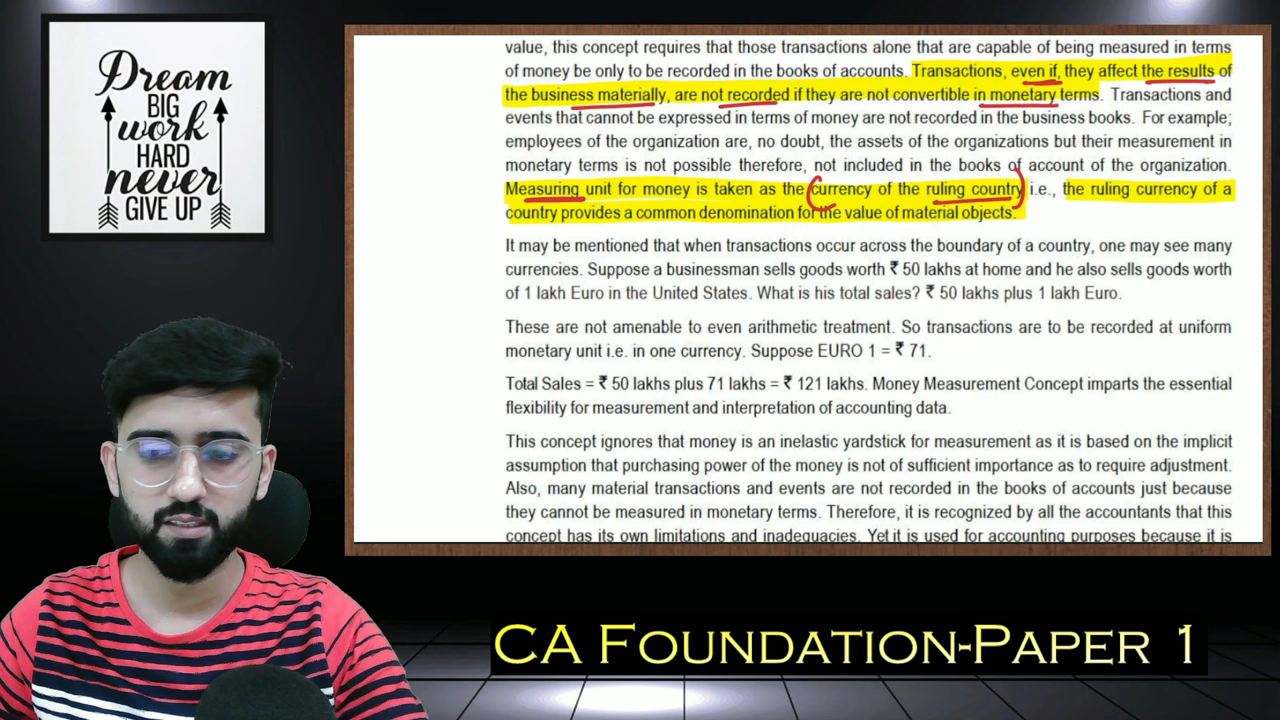 Dream
BIG
work
HARD
never
GIVE UP
value, this concept requires that those transactions alone that are capable of being measured in terms
of money be only to be recorded in the books of accounts. Transactions, even if, they affect the results of
the business materially, are not recorded if they are not convertible in monetary terms. Transactions and
events that cannot be expressed in terms of money are not recorded in the business books. For example;
employees of the organization are, no doubt, the assets of the organizations but their measurement in
monetary terms is not possible therefore, not included in the books of account of the organization.
Measuring unit for money is taken as the currency of the ruling country i.e., the ruling currency of a
country provides a common denomination for the value of material objects.
It may be mentioned that when transactions occur across the boundary of a country, one may see many
currencies. Suppose a businessman sells goods worth ₹ 50 lakhs at home and he also sells goods worth
of 1 lakh Euro in the United States. What is his total sales? ₹ 50 lakhs plus 1 lakh Euro.
These are not amenable to even arithmetic treatment. So transactions are to be recorded at uniform
monetary unit i.e. in one currency. Suppose EURO 1 = ₹ 71.
Total Sales = ₹ 50 lakhs plus 71 lakhs = ₹ 121 lakhs. Money Measurement Concept imparts the essential
flexibility for measurement and interpretation of accounting data.
This concept ignores that money is an inelastic yardstick for measurement as it is based on the implicit
assumption that purchasing power of the money is not of sufficient importance as to require adjustment.
Also, many material transactions and events are not recorded in the books of accounts just because
they cannot be measured in monetary terms. Therefore, it is recognized by all the accountants that this
concept has its own limitations and inadequacies. Yet it is used for accounting purposes because it is
CA FOUNDATION-PAPER 1